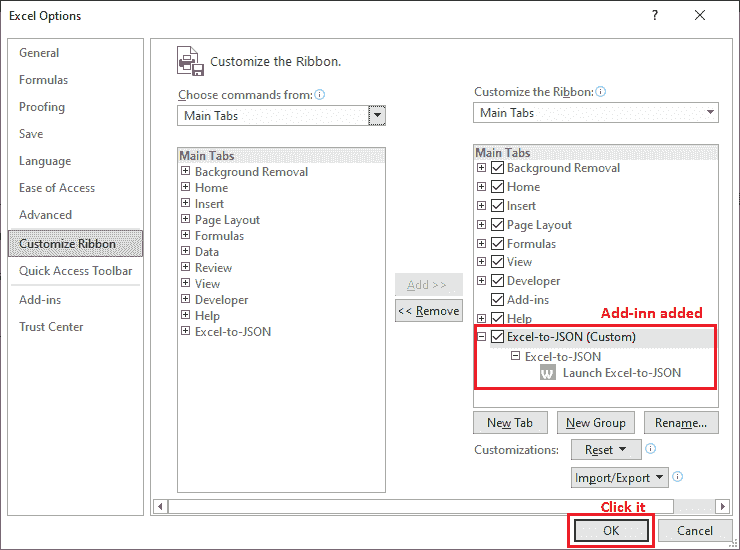 Excel Options
?
General
Formulas
Proofing
Save
Language
Ease of Access
Advanced
Customize Ribbon
Quick Access Toolbar
Add-ins
Trust Center
Customize the Ribbon.
Choose commands from:
Main Tabs
Main Tabs
Background Removal
Home
Insert
Page Layout
Formulas
Data
Review
View
Developer
Help
Excel-to-JSON
Add >>
<< Remove
Customize the Ribbon:
Main Tabs
Main Tabs
Background Removal
Home
Insert
Page Layout
Formulas
View
Developer
Add-ins
Help
Add-inn added
Excel-to-JSON (Custom)
Excel-to-JSON
W Launch Excel-to-JSON
New Tab New Group Rename...
Customizations: Reset
Import/Export
Click it
OK Cancel